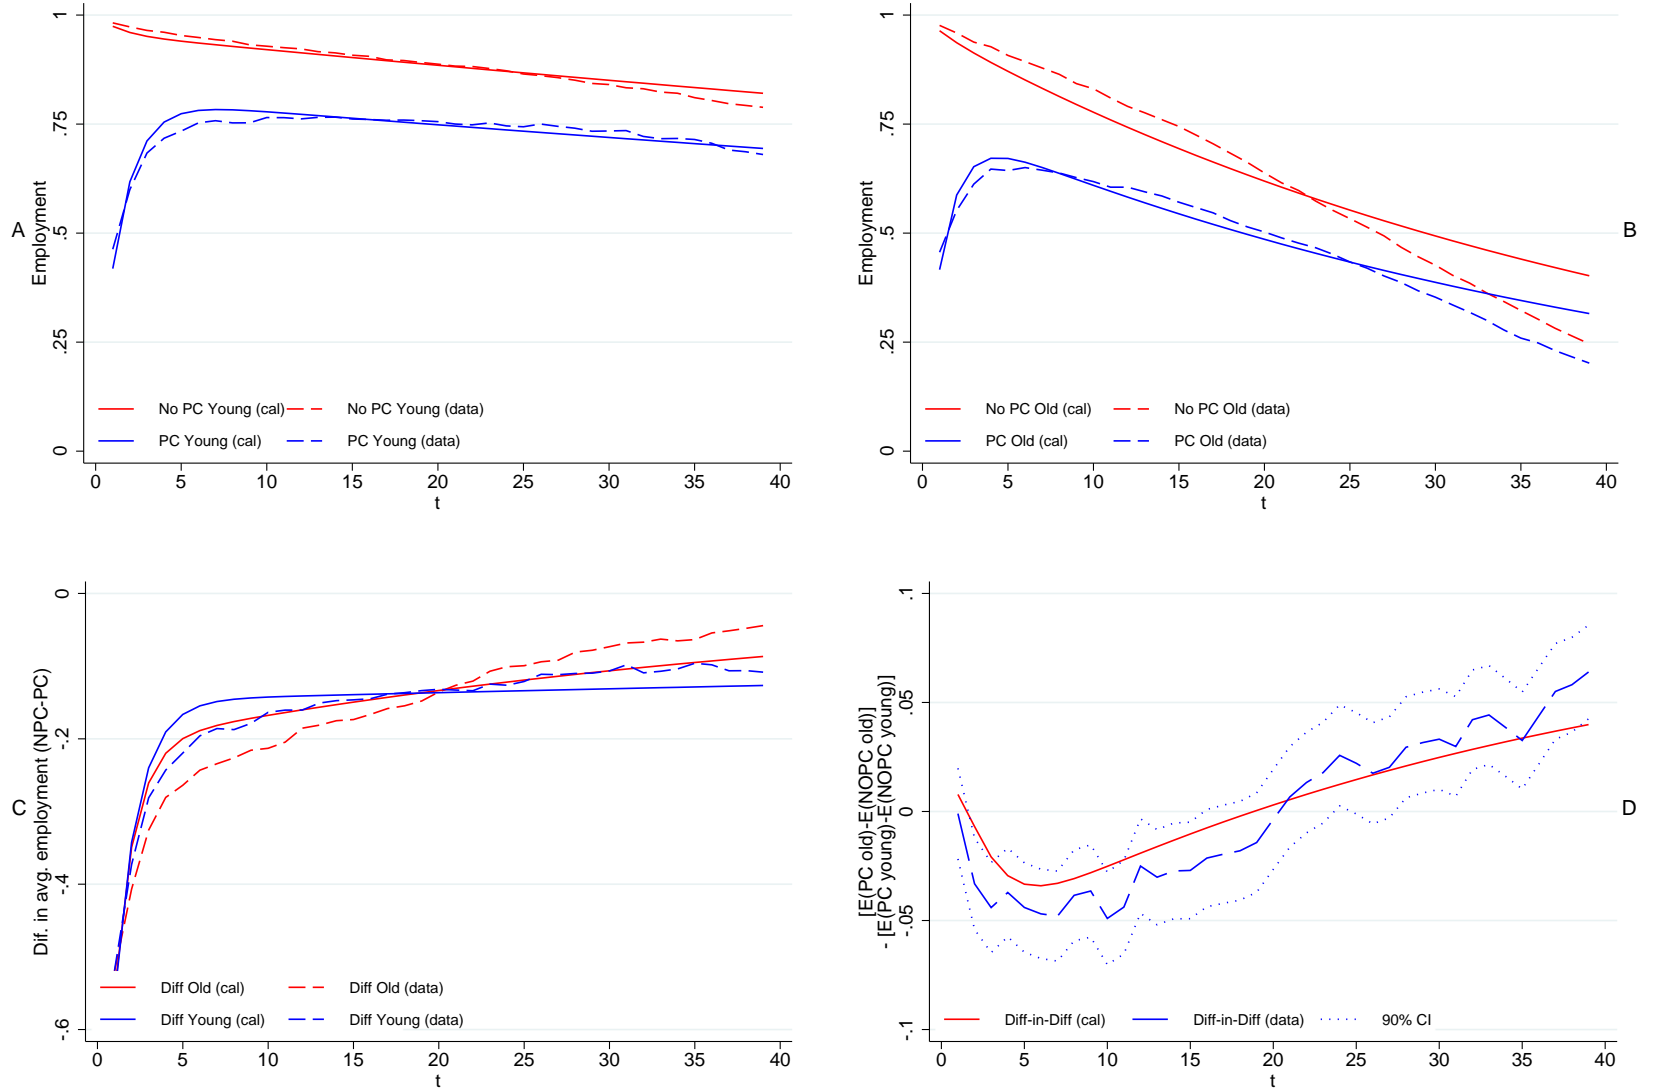 A
Employment
1
.75
.5
.25
0
No PC Young (cal)
No PC Young (data)
PC Young (cal)
PC Young (data)
0 5 10 15 20 25 30 35 40
t
B
Employment
1
.75
.5
.25
0
No PC Old (cal)
No PC Old (data)
PC Old (cal)
PC Old (data)
0 5 10 15 20 25 30 35 40
t
C
Dif. in avg. employment (NPC-PC)
0
-.2
-.4
-.6
Diff Old (cal)
Diff Old (data)
Diff Young (cal)
Diff Young (data)
0 5 10 15 20 25 30 35 40
t
D
[E(PC old)-E(NOPC old)]
- [E(PC young)-E(NOPC young)]
.1
.05
0
-.05
-.1
Diff-in-Diff (cal)
Diff-in-Diff (data)
90% CI
0 5 10 15 20 25 30 35 40
t